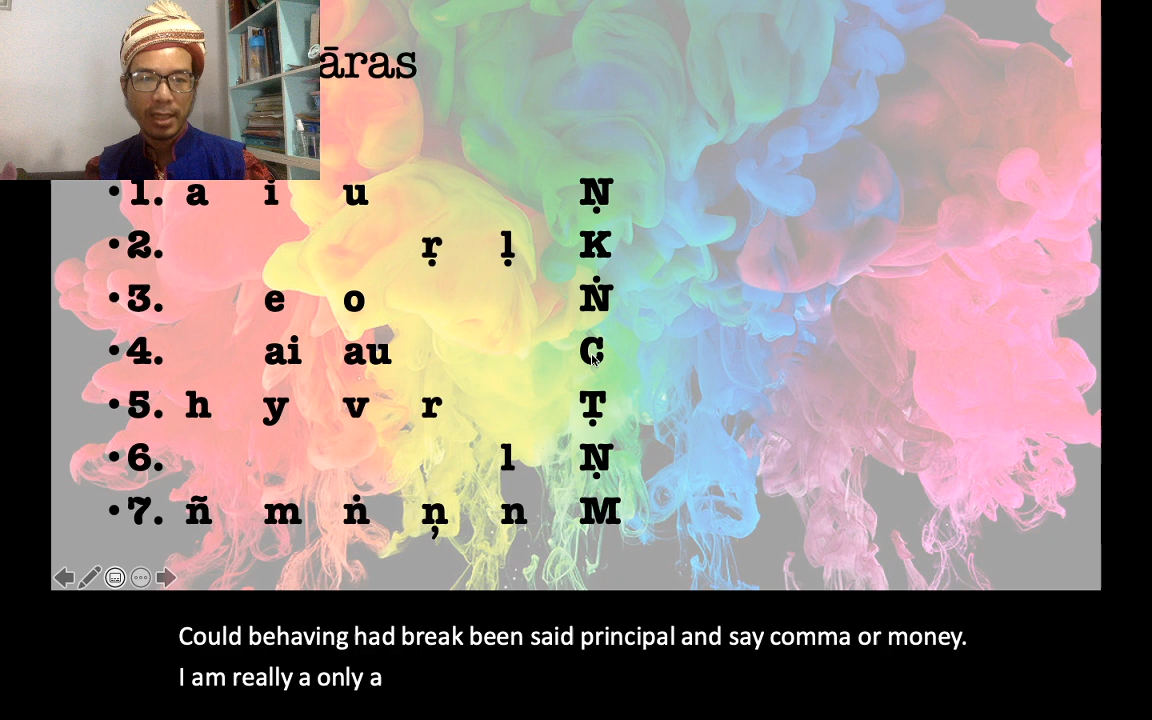 āras
• 1. a i u Ṇ
• 2. ṛ ḷ K
• 3. e o Ṅ
• 4. ai au C
• 5. h y v r Ṭ
• 6. l Ṇ
• 7. ñ m ṅ ṇ n M
Could behaving had break been said principal and say comma or money.
I am really a only a